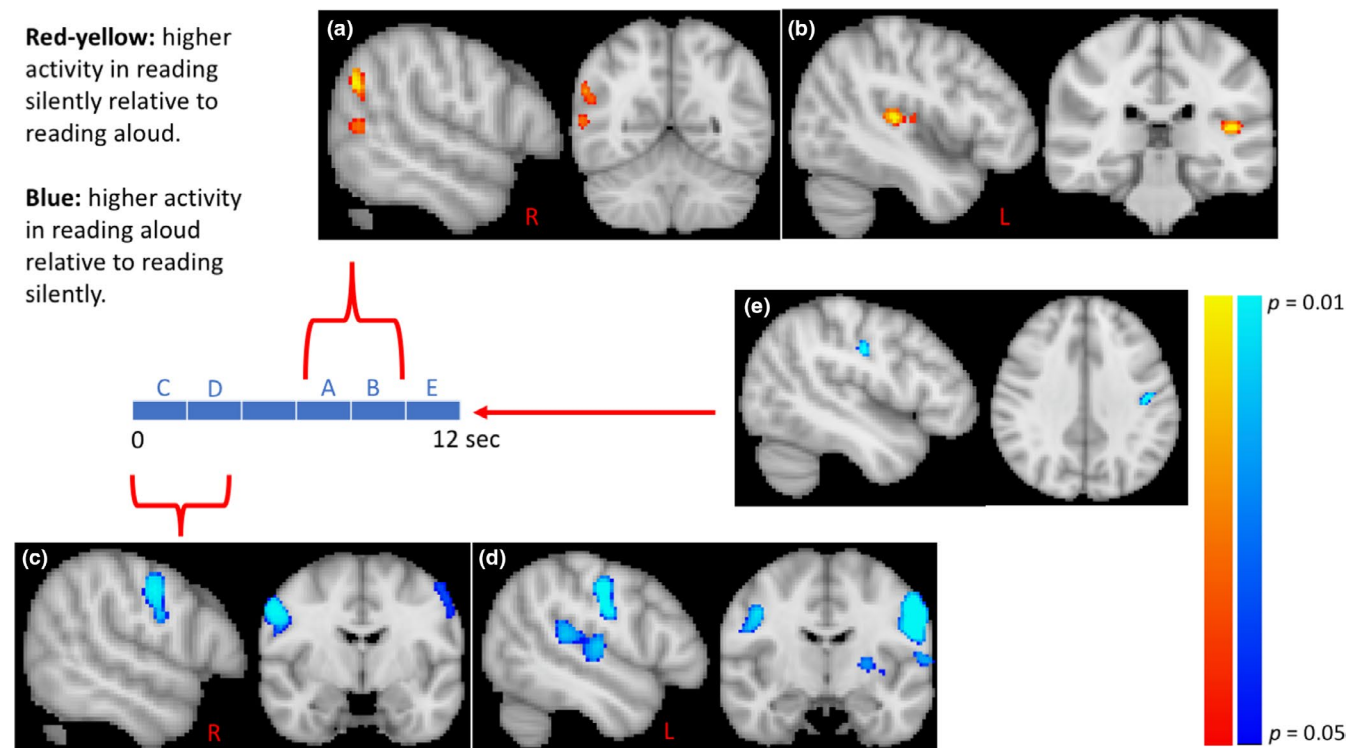 Red-yellow: higher
activity in reading
silently relative to
reading aloud.
Blue: higher activity
in reading aloud
relative to reading
silently.
(a)
R
(b)
L
(e)
p = 0.01
p = 0.05
C D A B E
0 12 sec
(c)
R
(d)
L